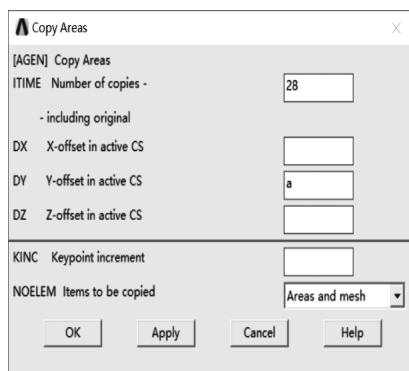 Copy Areas
[AGEN] Copy Areas
ITIME Number of copies - 28
- including original
DX X-offset in active CS
DY Y-offset in active CS a
DZ Z-offset in active CS
KINC Keypoint increment
NOELEM Items to be copied Areas and mesh
OK Apply Cancel Help